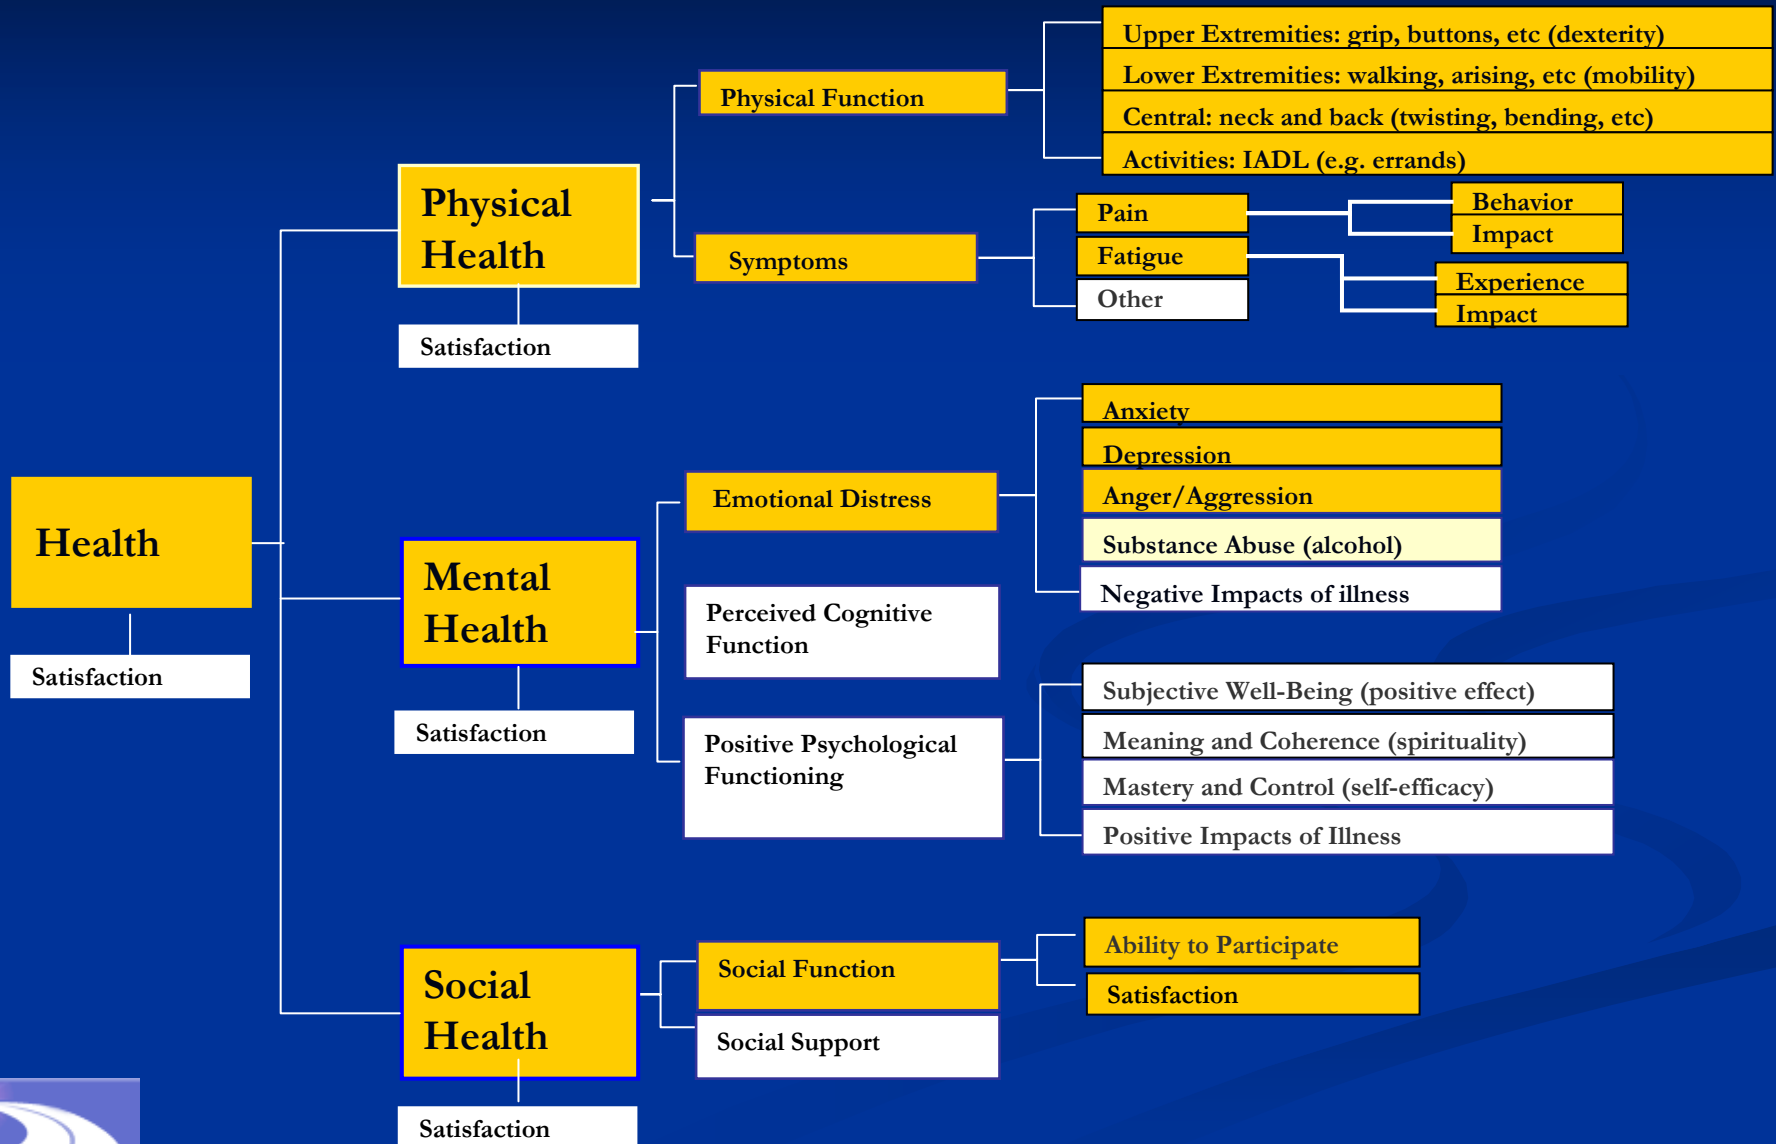 Upper Extremities: grip, buttons, etc (dexterity)
Lower Extremities: walking, arising, etc (mobility)
Physical Function
Central: neck and back (twisting, bending, etc)
Activities: IADL (e.g. errands)
Physical
Health
Pain
Behavior
Impact
Symptoms
Fatigue
Other
Experience
Impact
Satisfaction
Anxiety
Depression
Emotional Distress
Anger/Aggression
Substance Abuse (alcohol)
Negative Impacts of illness
Health
Mental
Health
Perceived Cognitive
Function
Satisfaction
Satisfaction
Positive Psychological
Functioning
Subjective Well-Being (positive effect)
Meaning and Coherence (spirituality)
Mastery and Control (self-efficacy)
Positive Impacts of Illness
Social
Health
Social Function
Ability to Participate
Satisfaction
Social Support
Satisfaction